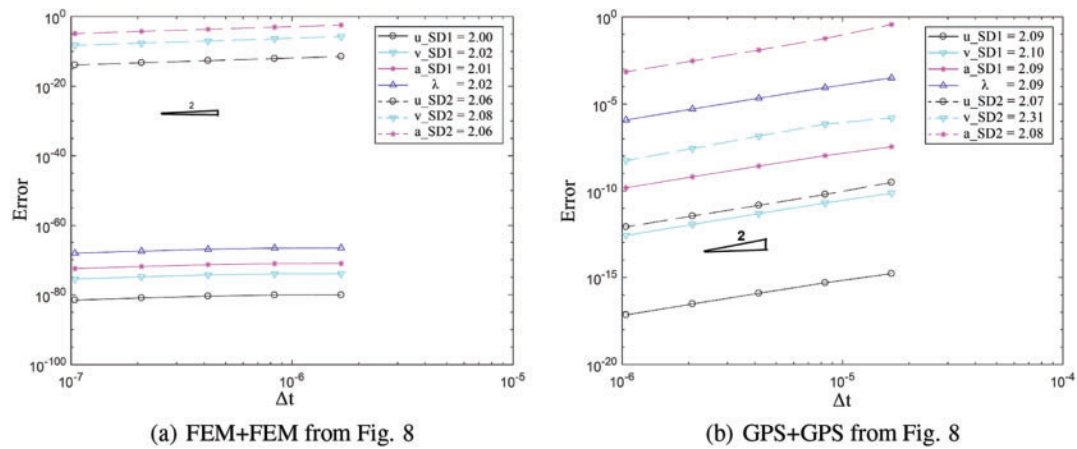 10^0
10^-20
10^-40
10^-60
10^-80
10^-100
Error
10^-7
10^-6
10^-5
Δt
2
u_SD1 = 2.00
v_SD1 = 2.02
a_SD1 = 2.01
λ = 2.02
u_SD2 = 2.06
v_SD2 = 2.08
a_SD2 = 2.06
(a) FEM+FEM from Fig. 8
10^0
10^-5
10^-10
10^-15
10^-20
Error
10^-6
10^-5
10^-4
Δt
2
u_SD1 = 2.09
v_SD1 = 2.10
a_SD1 = 2.09
λ = 2.09
u_SD2 = 2.07
v_SD2 = 2.31
a_SD2 = 2.08
(b) GPS+GPS from Fig. 8